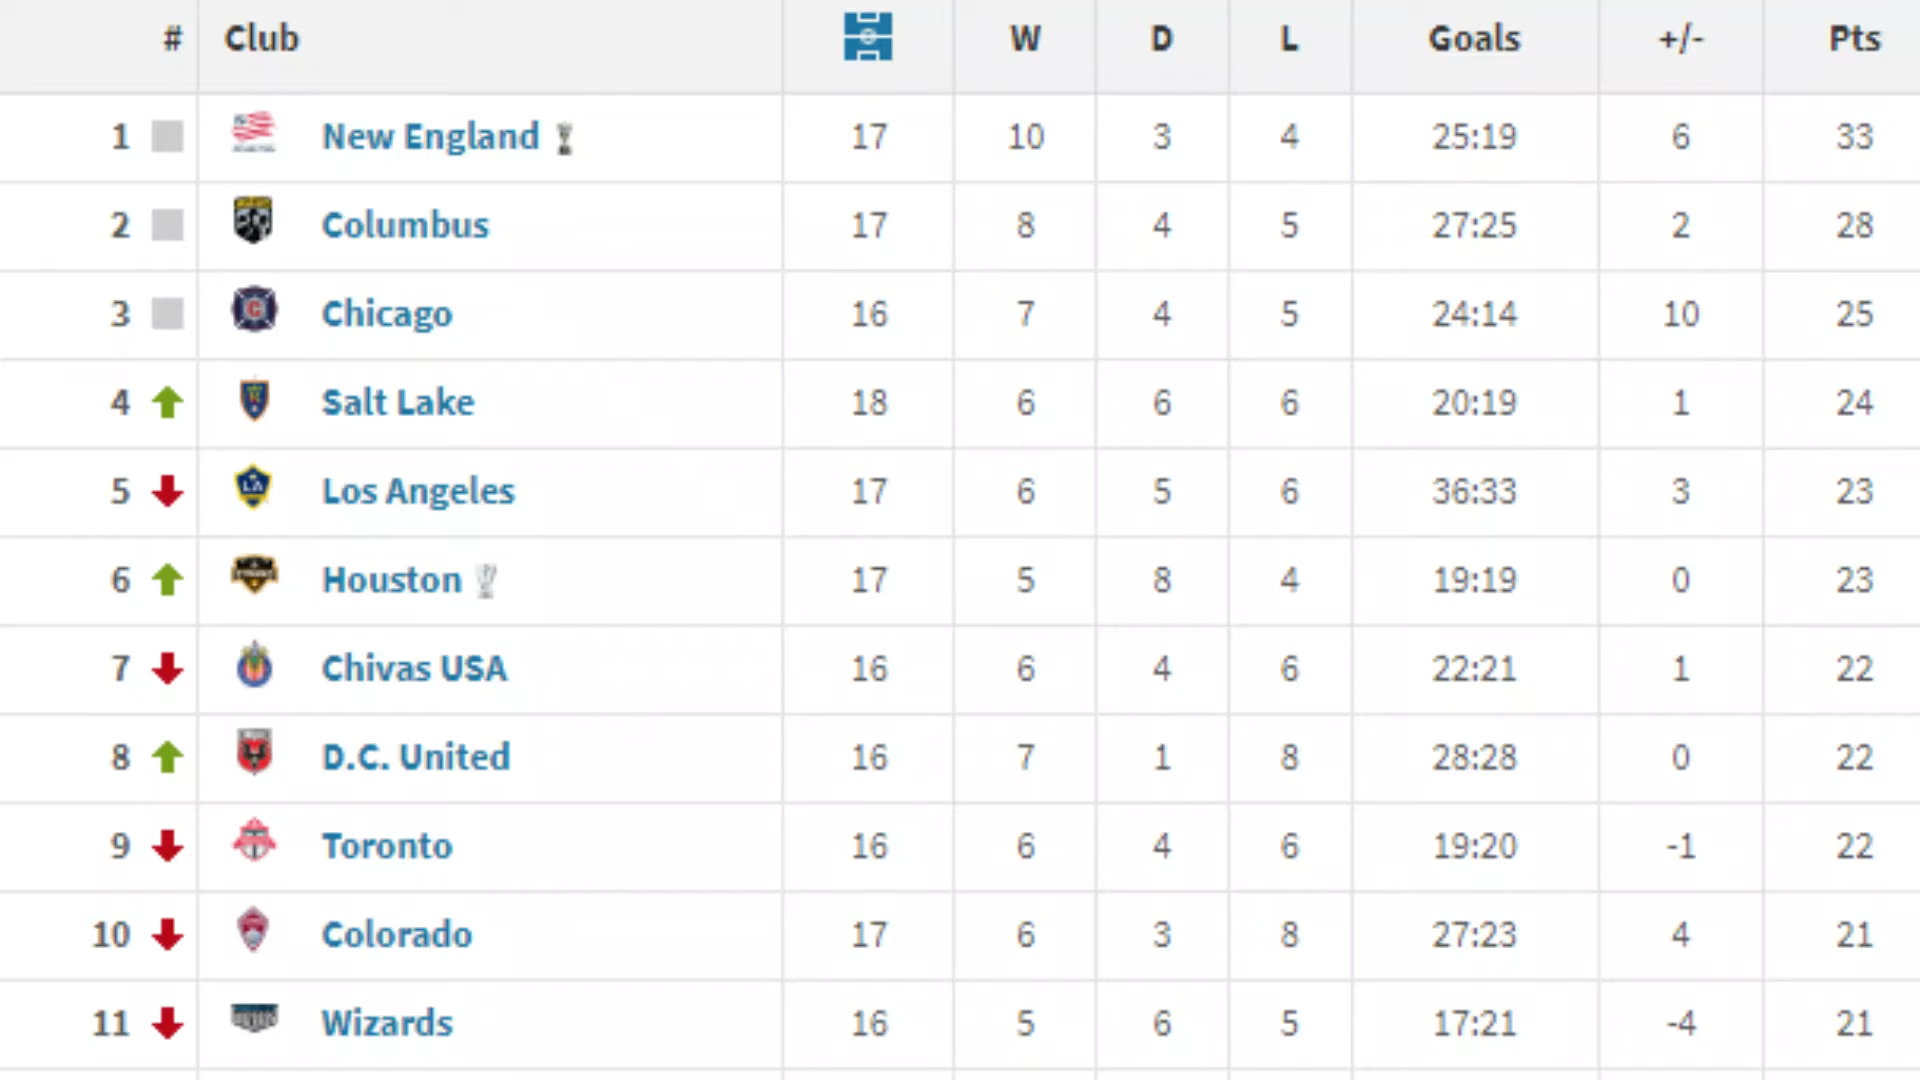 # Club W D L Goals +/- Pts
1 New England 17 10 3 4 25:19 6 33
2 Columbus 17 8 4 5 27:25 2 28
3 Chicago 16 7 4 5 24:14 10 25
4 Salt Lake 18 6 6 6 20:19 1 24
5 Los Angeles 17 6 5 6 36:33 3 23
6 Houston 17 5 8 4 19:19 0 23
7 Chivas USA 16 6 4 6 22:21 1 22
8 D.C. United 16 7 1 8 28:28 0 22
9 Toronto 16 6 4 6 19:20 -1 22
10 Colorado 17 6 3 8 27:23 4 21
11 Wizards 16 5 6 5 17:21 -4 21